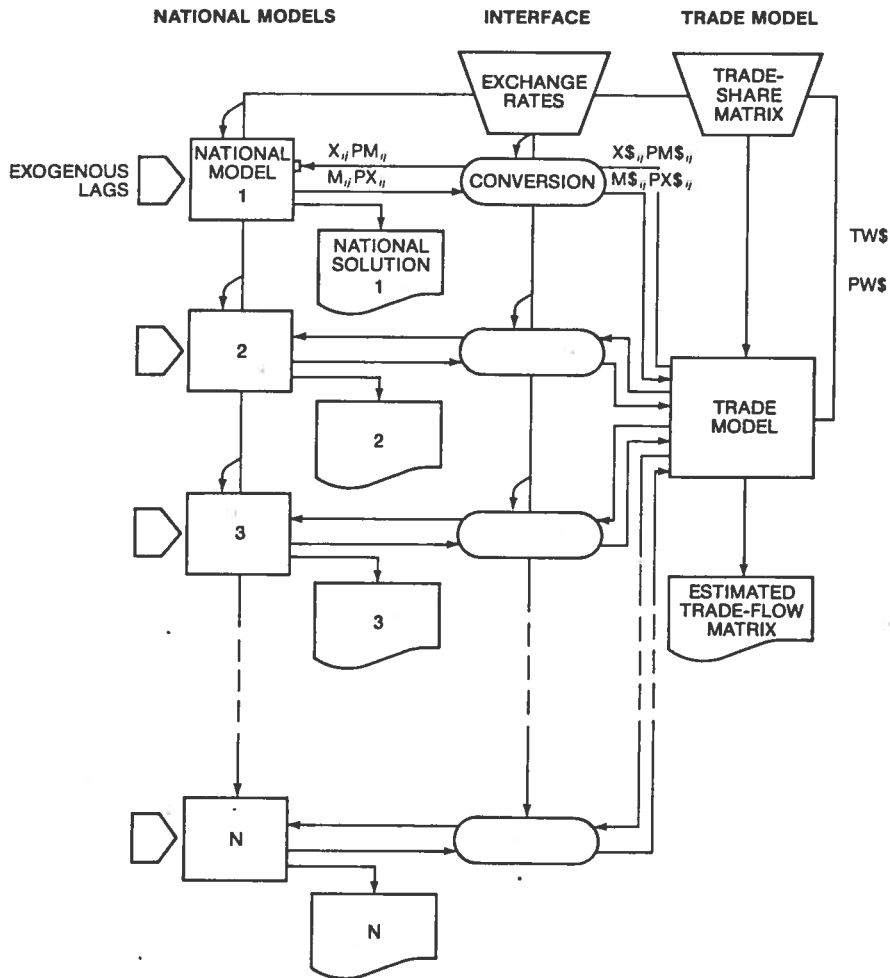 NATIONAL MODELS
INTERFACE
TRADE MODEL
EXCHANGE
RATES
TRADE-
SHARE
MATRIX
EXOGENOUS
LAGS
NATIONAL
MODEL
1
X_ij PM_ij
M_ij PX_ij
CONVERSION
X$_ij PM$_ij
M$_ij PX$_ij
TW$
PW$
NATIONAL
SOLUTION
1
2
2
TRADE
MODEL
3
3
ESTIMATED
TRADE-FLOW
MATRIX
N
N